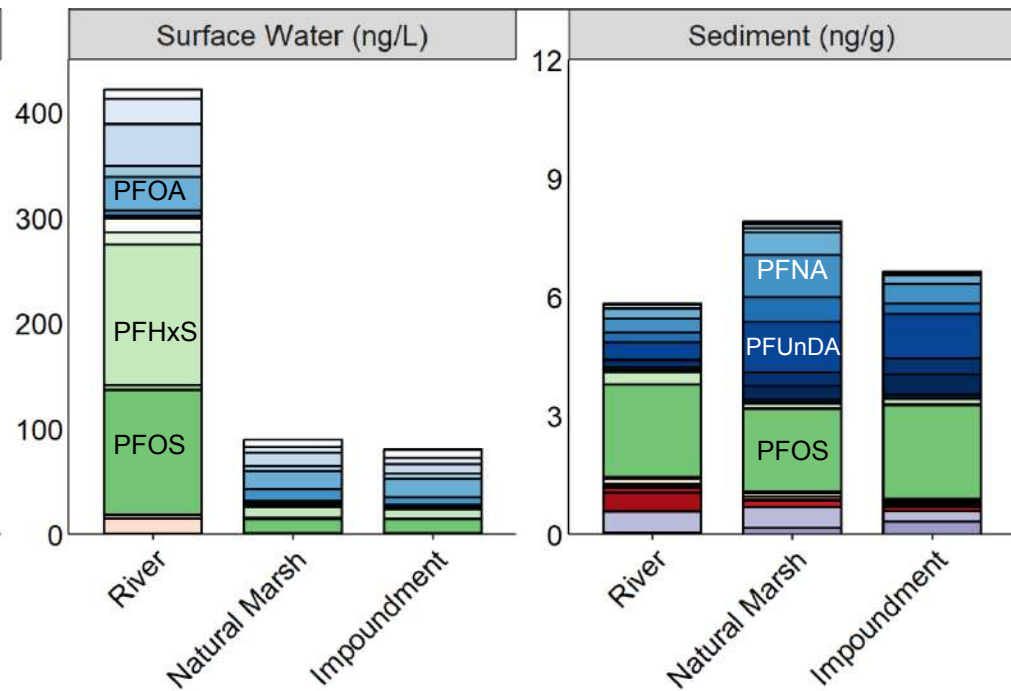 Surface Water (ng/L)
400
300
200
100
0
PFOA
PFHxS
PFOS
River
Natural Marsh
Impoundment
Sediment (ng/g)
12
9
6
3
0
PFNA
PFUnDA
PFOS
River
Natural Marsh
Impoundment